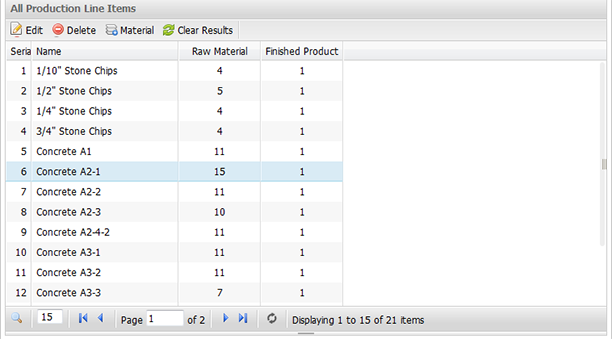 All Production Line Items
Edit Delete Material Clear Results
Seria Name Raw Material Finished Product
1 1/10" Stone Chips 4 1
2 1/2" Stone Chips 5 1
3 1/4" Stone Chips 4 1
4 3/4" Stone Chips 4 1
5 Concrete A1 11 1
6 Concrete A2-1 15 1
7 Concrete A2-2 11 1
8 Concrete A2-3 10 1
9 Concrete A2-4-2 11 1
10 Concrete A3-1 11 1
11 Concrete A3-2 11 1
12 Concrete A3-3 7 1
15 Page 1 of 2 Displaying 1 to 15 of 21 items